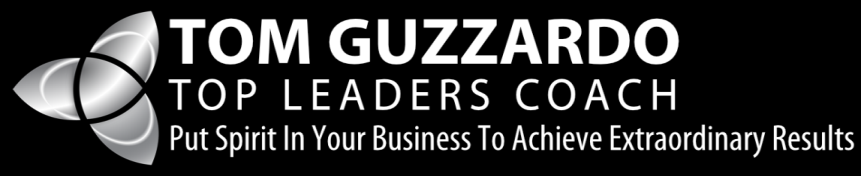 TOM GUZZARDO
TOP LEADERS COACH
Put Spirit In Your Business To Achieve Extraordinary Results